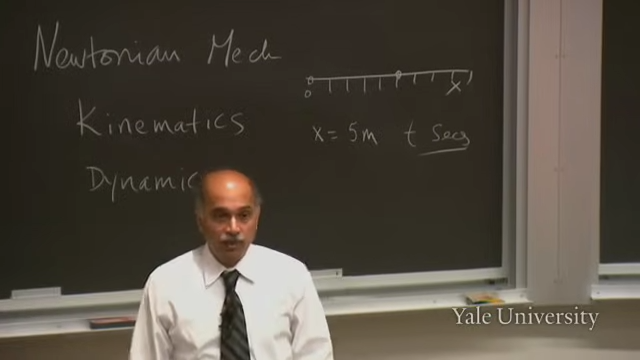 Newtonian Mech
Kinematics
Dynamic
0
x
x = 5m t Secs
Yale University